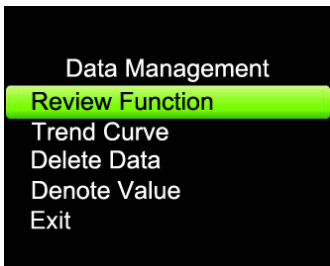 Data Management
Review Function
Trend Curve
Delete Data
Denote Value
Exit